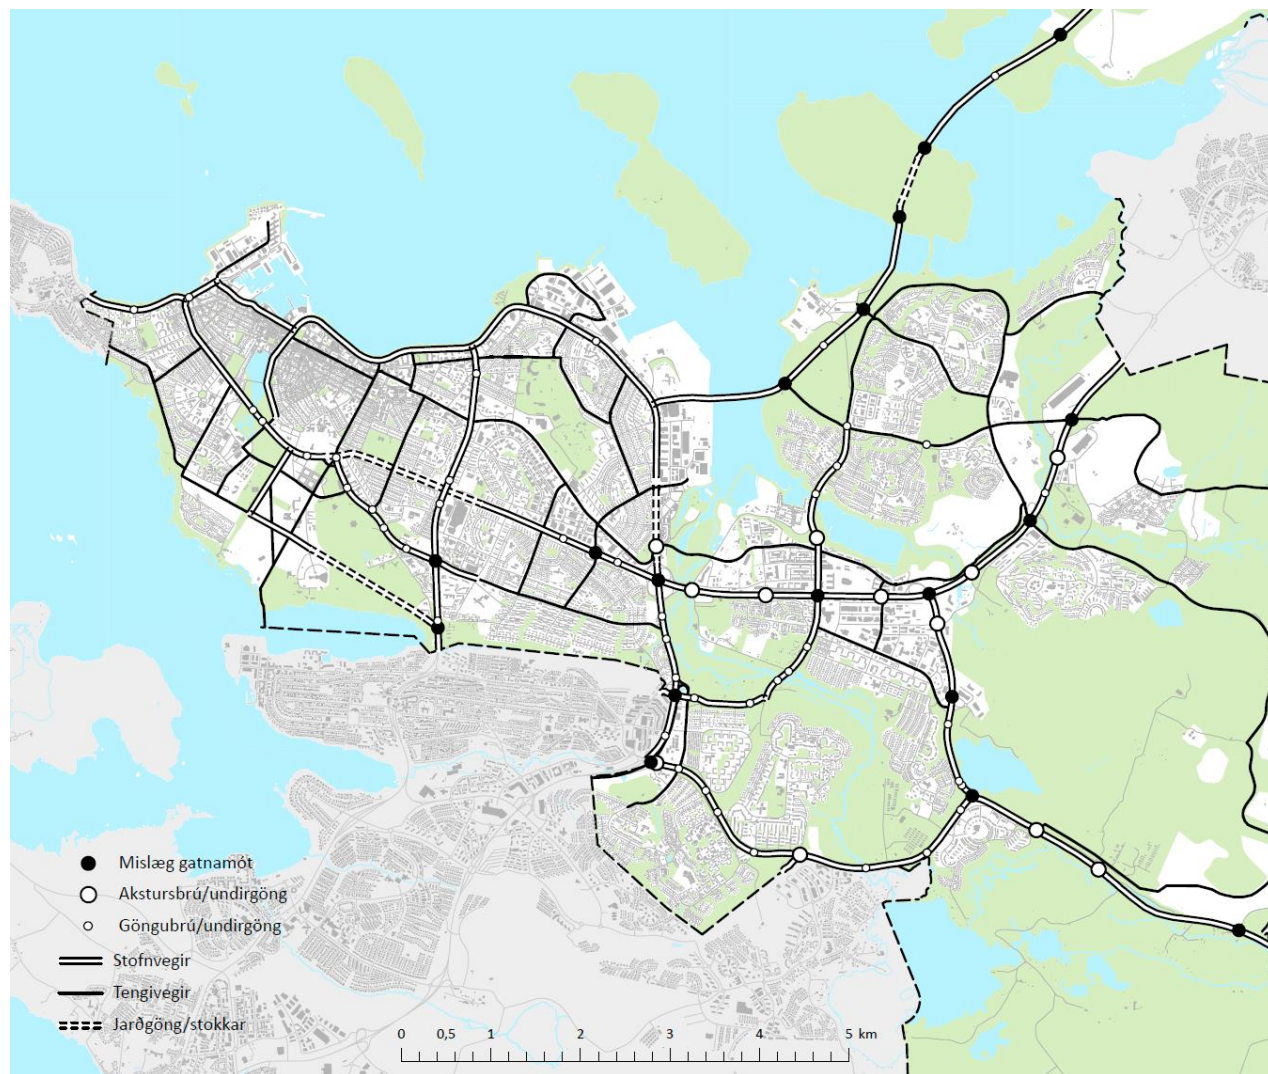 Mislæg gatnamót
Akstursbrú/undirgöng
Göngubrú/undirgöng
Stofnvegir
Tengivegir
Jarðgöng/stokkar
0 0,5 1 2 3 4 5 km